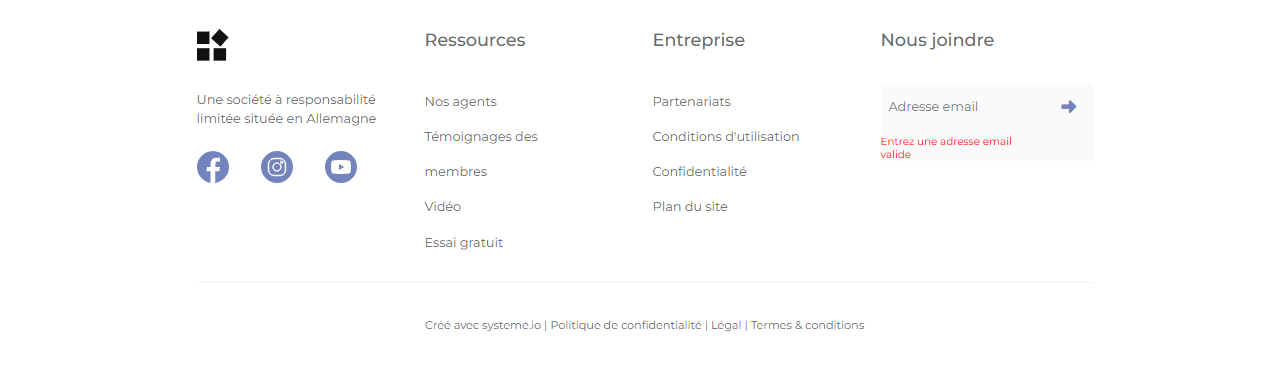 Une société à responsabilité
limitée située en Allemagne
Ressources
Nos agents
Témoignages des
membres
Vidéo
Essai gratuit
Entreprise
Partenariats
Conditions d'utilisation
Confidentialité
Plan du site
Nous joindre
Adresse email
Entrez une adresse email
valide
Créé avec systeme.io | Politique de confidentialité | Légal | Termes & conditions